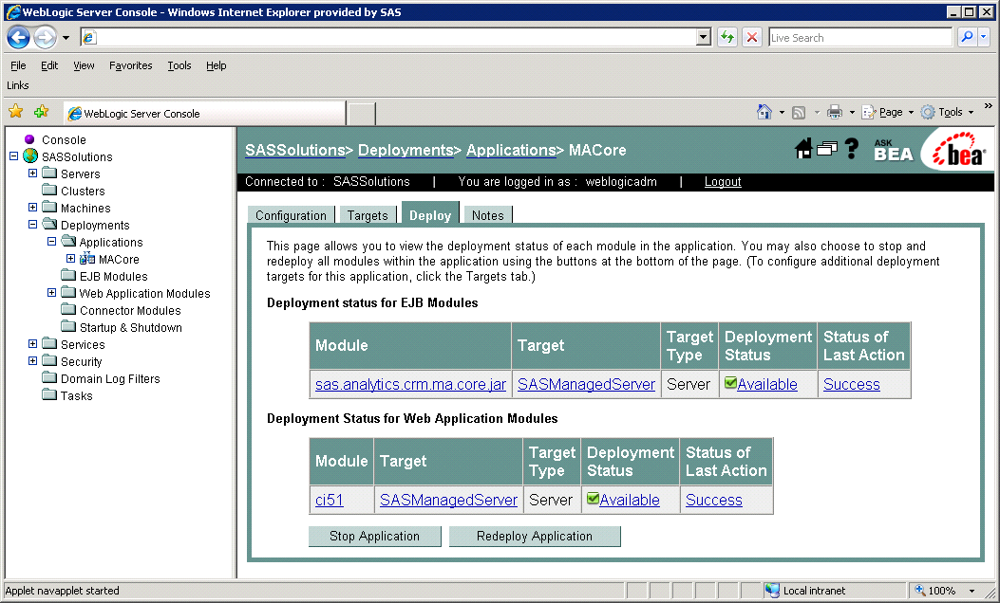 WebLogic Server Console - Windows Internet Explorer provided by SAS
Live Search
File Edit View Favorites Tools Help
Links
WebLogic Server Console
Page Tools
Console
SASSolutions
Servers
Clusters
Machines
Deployments
Applications
MACore
EJB Modules
Web Application Modules
Connector Modules
Startup & Shutdown
Services
Security
Domain Log Filters
Tasks
SASSolutions> Deployments> Applications> MACore
ASK
BEA
bea
Connected to : SASSolutions | You are logged in as : weblogicadm | Logout
Configuration Targets Deploy Notes
This page allows you to view the deployment status of each module in the application. You may also choose to stop and
redeploy all modules within the application using the buttons at the bottom of the page. (To configure additional deployment
targets for this application, click the Targets tab.)
Deployment status for EJB Modules
Module Target Target Type Deployment Status Status of Last Action
sas.analytics.crm.ma.core.jar SASManagedServer Server Available Success
Deployment Status for Web Application Modules
Module Target Target Type Deployment Status Status of Last Action
ci51 SASManagedServer Server Available Success
Stop Application Redeploy Application
Applet navapplet started
Local intranet
100%